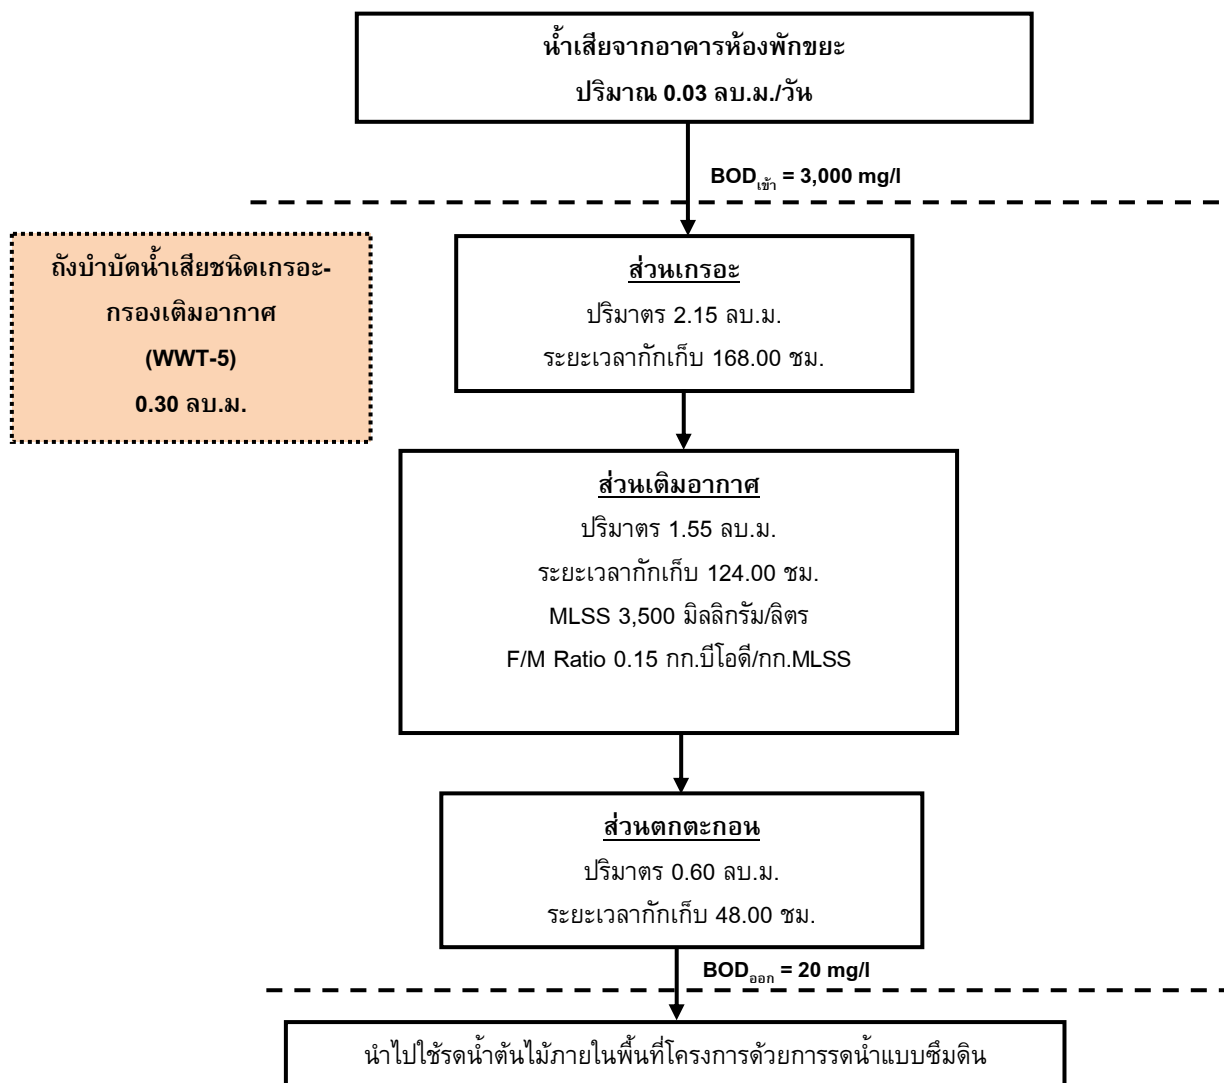 น้ำเสียจากอาคารห้องพักขยะ
ปริมาณ 0.03 ลบ.ม./วัน
BODเข้า = 3,000 mg/l
ถังบำบัดน้ำเสียชนิดเกรอะ-
กรองเติมอากาศ
(WWT-5)
0.30 ลบ.ม.
ส่วนเกรอะ
ปริมาตร 2.15 ลบ.ม.
ระยะเวลากักเก็บ 168.00 ชม.
ส่วนเติมอากาศ
ปริมาตร 1.55 ลบ.ม.
ระยะเวลากักเก็บ 124.00 ชม.
MLSS 3,500 มิลลิกรัม/ลิตร
F/M Ratio 0.15 กก.บีโอดี/กก.MLSS
ส่วนตกตะกอน
ปริมาตร 0.60 ลบ.ม.
ระยะเวลากักเก็บ 48.00 ชม.
BODออก = 20 mg/l
นำไปใช้รดน้ำต้นไม้ภายในพื้นที่โครงการด้วยการรดน้ำแบบซึมดิน